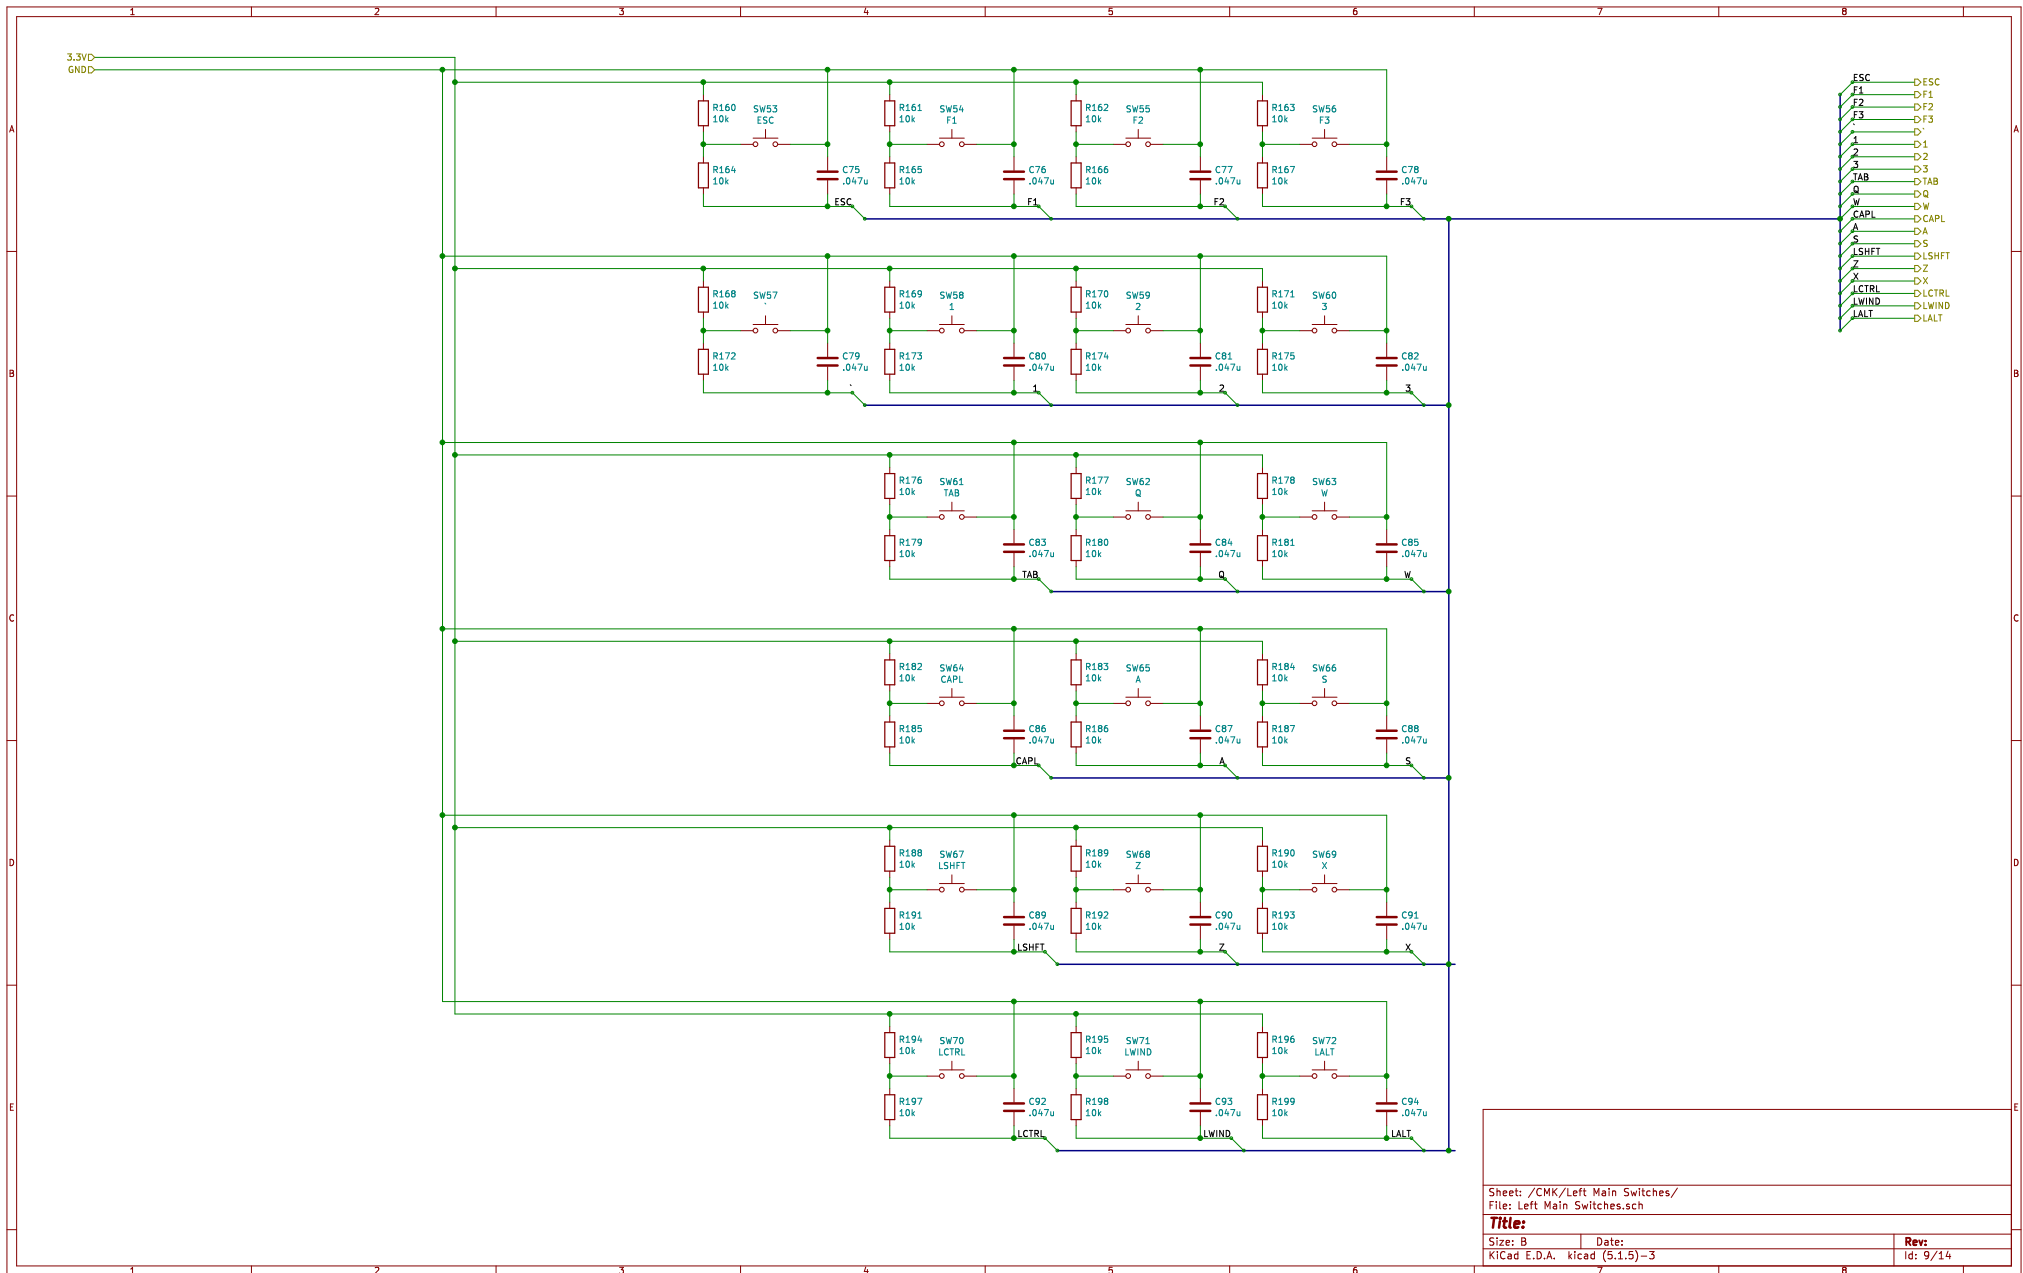 1 2 3 4 5 6 7 8
3.3V
GND
A A
R160 10k
SW53
ESC
R161 10k
SW54
F1
R162 10k
SW55
F2
R163 10k
SW56
F3
R164 10k
C75 .047u
R165 10k
C76 .047u
R166 10k
C77 .047u
R167 10k
C78 .047u
ESC F1 F2 F3
ESC ESC
F1 F1
F2 F2
F3 F3
` `
1 1
2 2
3 3
TAB TAB
Q Q
W W
CAPL CAPL
A A
S S
LSHFT LSHFT
Z Z
X X
LCTRL LCTRL
LWIND LWIND
LALT LALT
R168 10k
SW57
`
R169 10k
SW58
1
R170 10k
SW59
2
R171 10k
SW60
3
B B
R172 10k
C79 .047u
R173 10k
C80 .047u
R174 10k
C81 .047u
R175 10k
C82 .047u
` 1 2 3
R176 10k
SW61
TAB
R177 10k
SW62
Q
R178 10k
SW63
W
R179 10k
C83 .047u
R180 10k
C84 .047u
R181 10k
C85 .047u
TAB Q W
C C
R182 10k
SW64
CAPL
R183 10k
SW65
A
R184 10k
SW66
S
R185 10k
C86 .047u
R186 10k
C87 .047u
R187 10k
C88 .047u
CAPL A S
D D
R188 10k
SW67
LSHFT
R189 10k
SW68
Z
R190 10k
SW69
X
R191 10k
C89 .047u
R192 10k
C90 .047u
R193 10k
C91 .047u
LSHFT Z X
R194 10k
SW70
LCTRL
R195 10k
SW71
LWIND
R196 10k
SW72
LALT
E E
R197 10k
C92 .047u
R198 10k
C93 .047u
R199 10k
C94 .047u
LCTRL LWIND LALT
Sheet: /CMK/Left Main Switches/
File: Left Main Switches.sch
Title:
Size: B Date: Rev:
KiCad E.D.A. kicad (5.1.5)-3 Id: 9/14
1 2 3 4 5 6 7 8